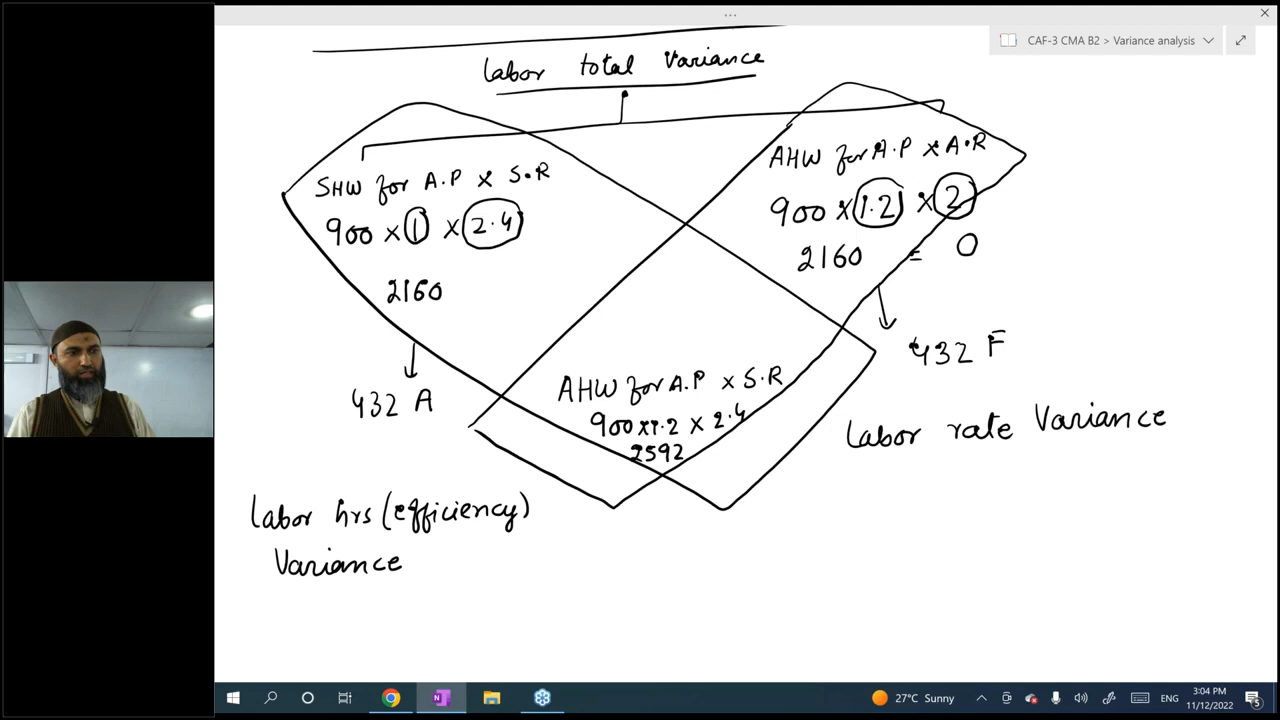 CAF-3 CMA B2 > Variance analysis
Labor total Variance
SHW for A.P x S.R
900 x 1 x 2.4
2160
432 A
AHW for A.P x A.R
900 x 1.2 x 2
2160 = 0
432 F
AHW for A.P x S.R
900 x 1.2 x 2.4
2592
Labor rate Variance
Labor hrs (efficiency)
Variance
27°C Sunny
ENG
3:04 PM
11/12/2022
5